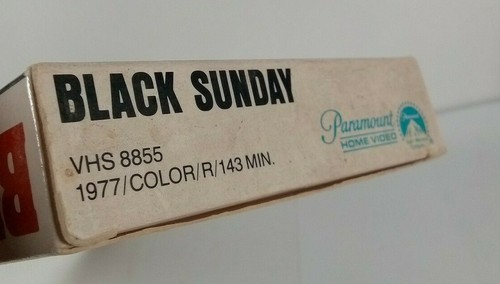 BLACK SUNDAY
VHS 8855
1977/COLOR/R/143 MIN.
Paramount
HOME VIDEO